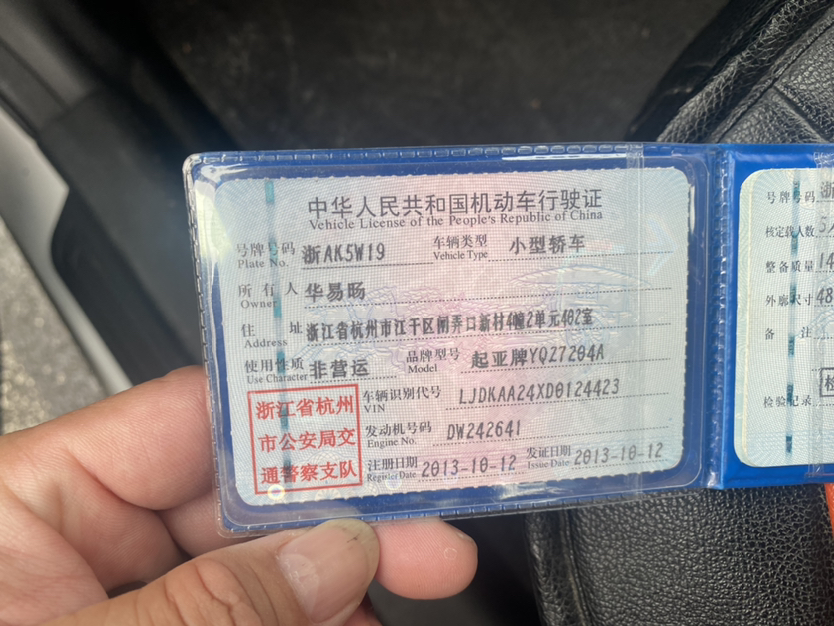 中华人民共和国机动车行驶证
Vehicle License of the People's Republic of China
号牌号码 浙AK5W19 车辆类型 小型轿车
Plate No. Vehicle Type
所有人 华易旸
Owner
住址 浙江省杭州市江干区闸弄口新村4幢2单元402室
Address
使用性质 非营运 品牌型号 起亚牌YQZ7204A
Use Character Model
车辆识别代号 LJDKAA24XD0124423
VIN
发动机号码 DW242641
Engine No.
注册日期 2013-10-12 发证日期 2013-10-12
Register Date Issue Date
浙江省杭州
市公安局交
通警察支队
号牌号码 浙
核定载人数 5人
整备质量 14
外廓尺寸 48
备注
检验记录